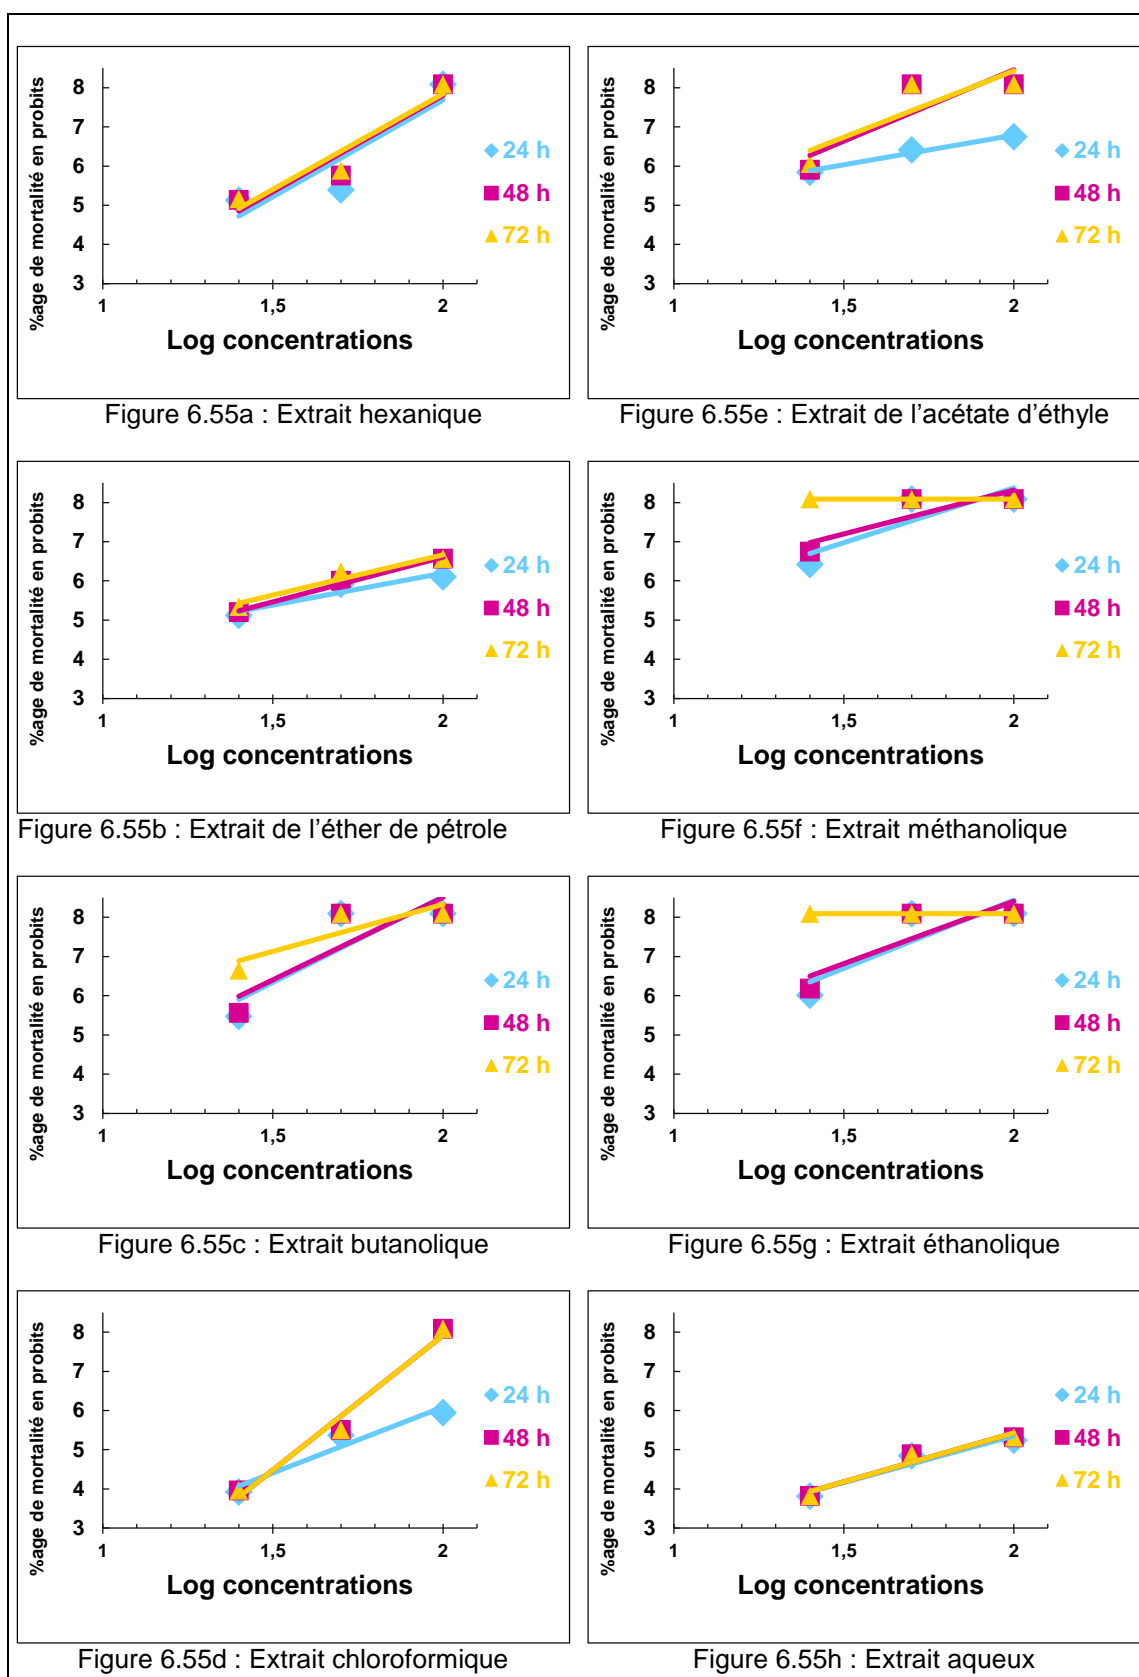 %age de mortalité en probits
8
7
6
5
4
3
1
1,5
2
Log concentrations
24 h
48 h
72 h
Figure 6.55a : Extrait hexanique
%age de mortalité en probits
8
7
6
5
4
3
1
1,5
2
Log concentrations
24 h
48 h
72 h
Figure 6.55e : Extrait de l’acétate d’éthyle
%age de mortalité en probits
8
7
6
5
4
3
1
1,5
2
Log concentrations
24 h
48 h
72 h
Figure 6.55b : Extrait de l’éther de pétrole
%age de mortalité en probits
8
7
6
5
4
3
1
1,5
2
Log concentrations
24 h
48 h
72 h
Figure 6.55f : Extrait méthanolique
%age de mortalité en probits
8
7
6
5
4
3
1
1,5
2
Log concentrations
24 h
48 h
72 h
Figure 6.55c : Extrait butanolique
%age de mortalité en probits
8
7
6
5
4
3
1
1,5
2
Log concentrations
24 h
48 h
72 h
Figure 6.55g : Extrait éthanolique
%age de mortalité en probits
8
7
6
5
4
3
1
1,5
2
Log concentrations
24 h
48 h
72 h
Figure 6.55d : Extrait chloroformique
%age de mortalité en probits
8
7
6
5
4
3
1
1,5
2
Log concentrations
24 h
48 h
72 h
Figure 6.55h : Extrait aqueux